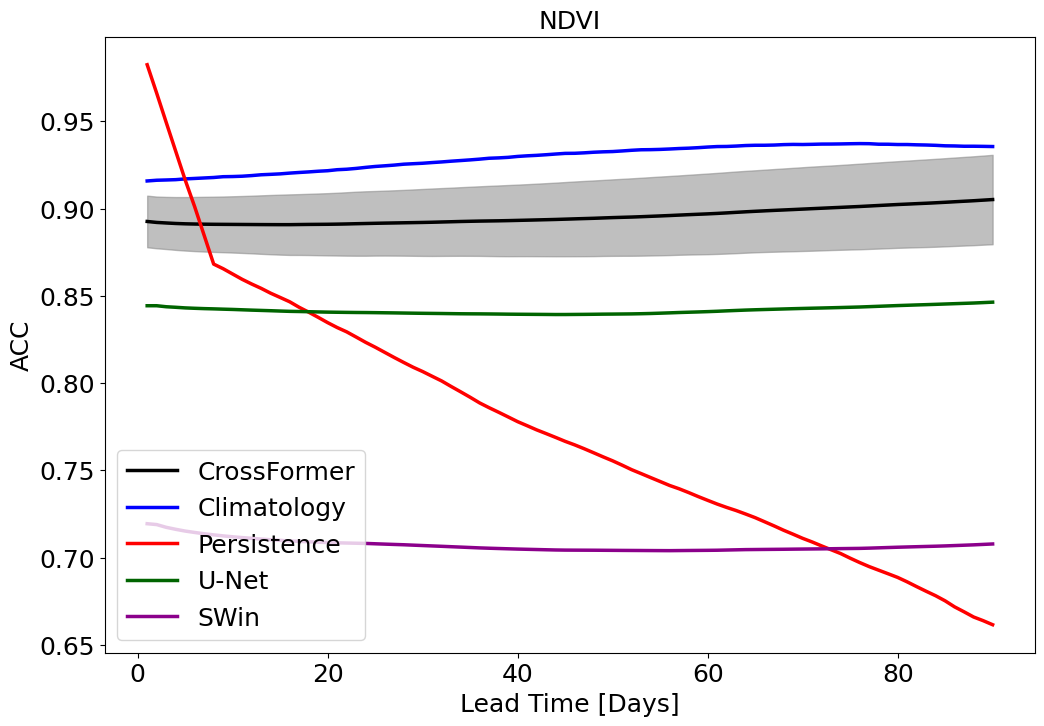 NDVI
ACC
0.95
0.90
0.85
0.80
0.75
0.70
0.65
CrossFormer
Climatology
Persistence
U-Net
SWin
0 20 40 60 80
Lead Time [Days]